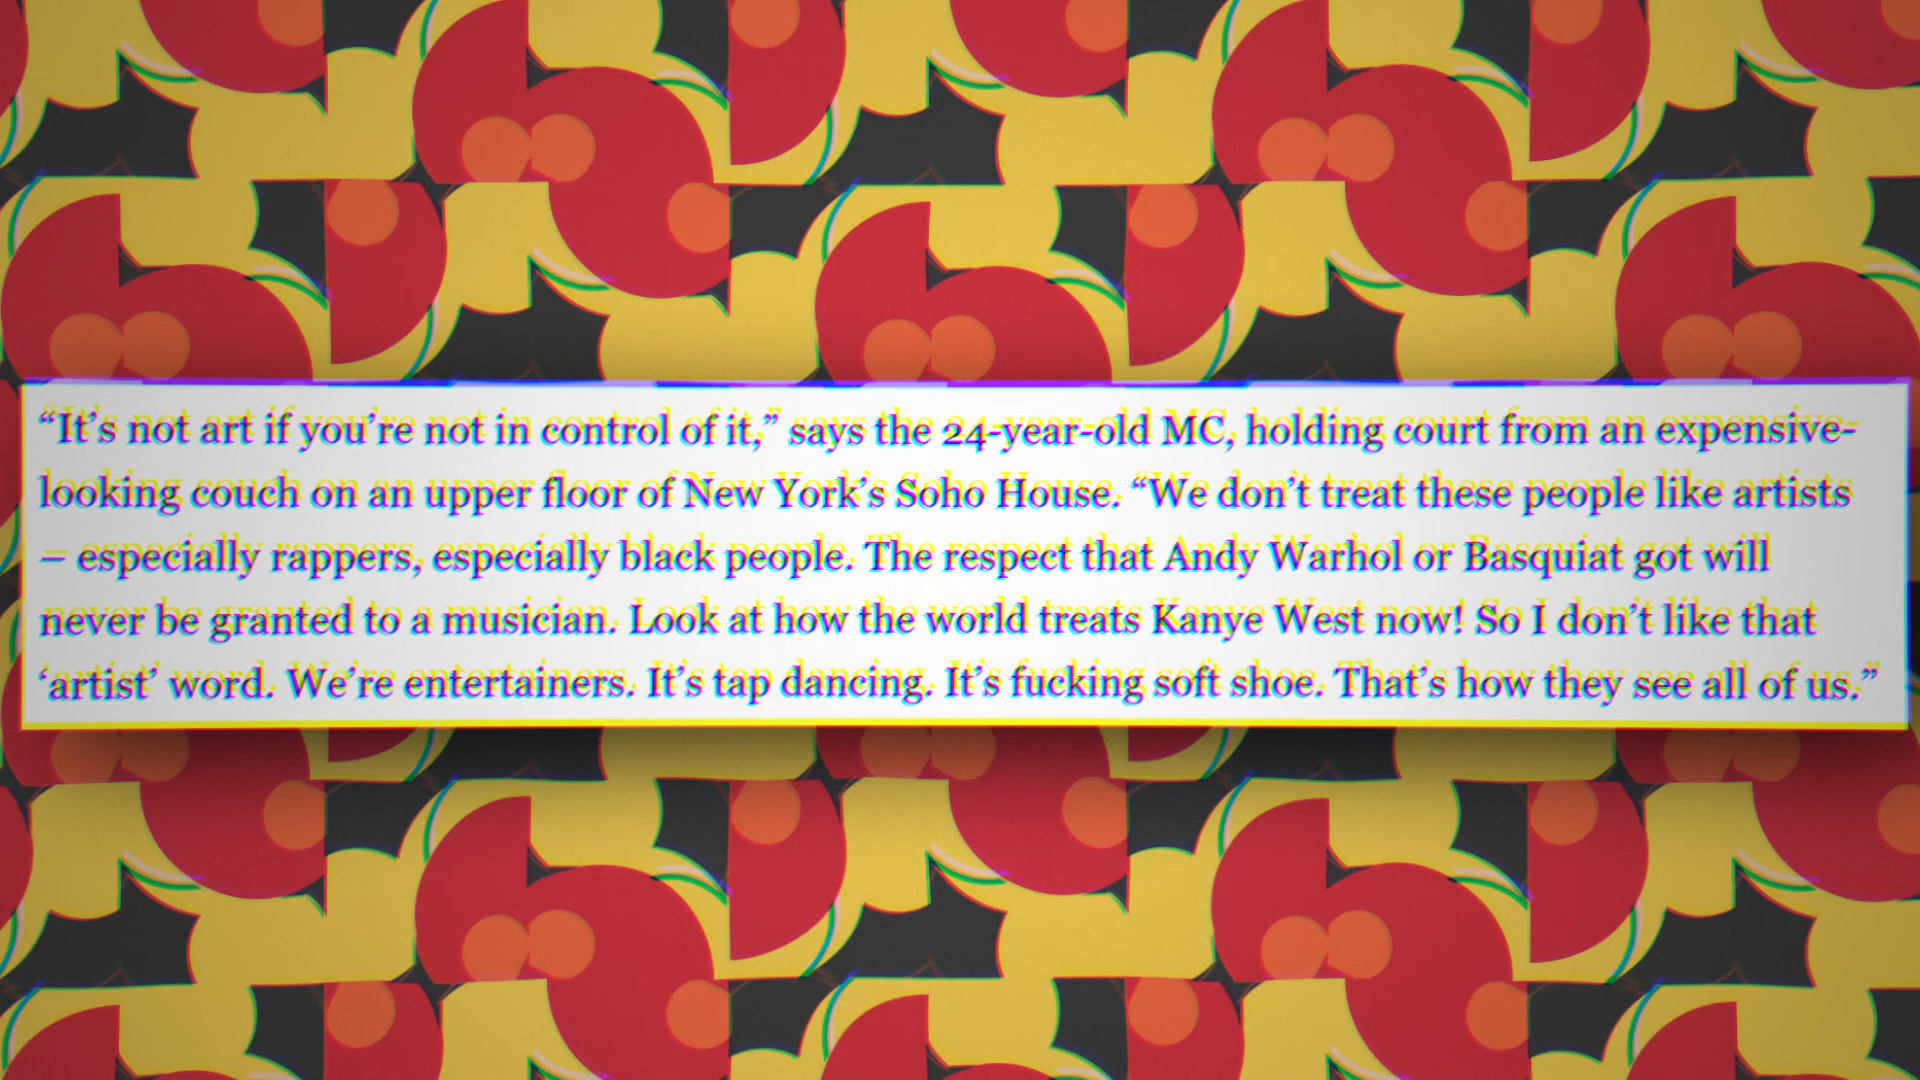 “It’s not art if you’re not in control of it,” says the 24-year-old MC, holding court from an expensive-
looking couch on an upper floor of New York’s Soho House. “We don’t treat these people like artists
– especially rappers, especially black people. The respect that Andy Warhol or Basquiat got will
never be granted to a musician. Look at how the world treats Kanye West now! So I don’t like that
‘artist’ word. We’re entertainers. It’s tap dancing. It’s fucking soft shoe. That’s how they see all of us.”